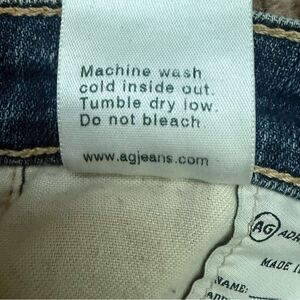 Machine wash
cold inside out.
Tumble dry low.
Do not bleach.
www.agjeans.com
AG
MADE
NAME: